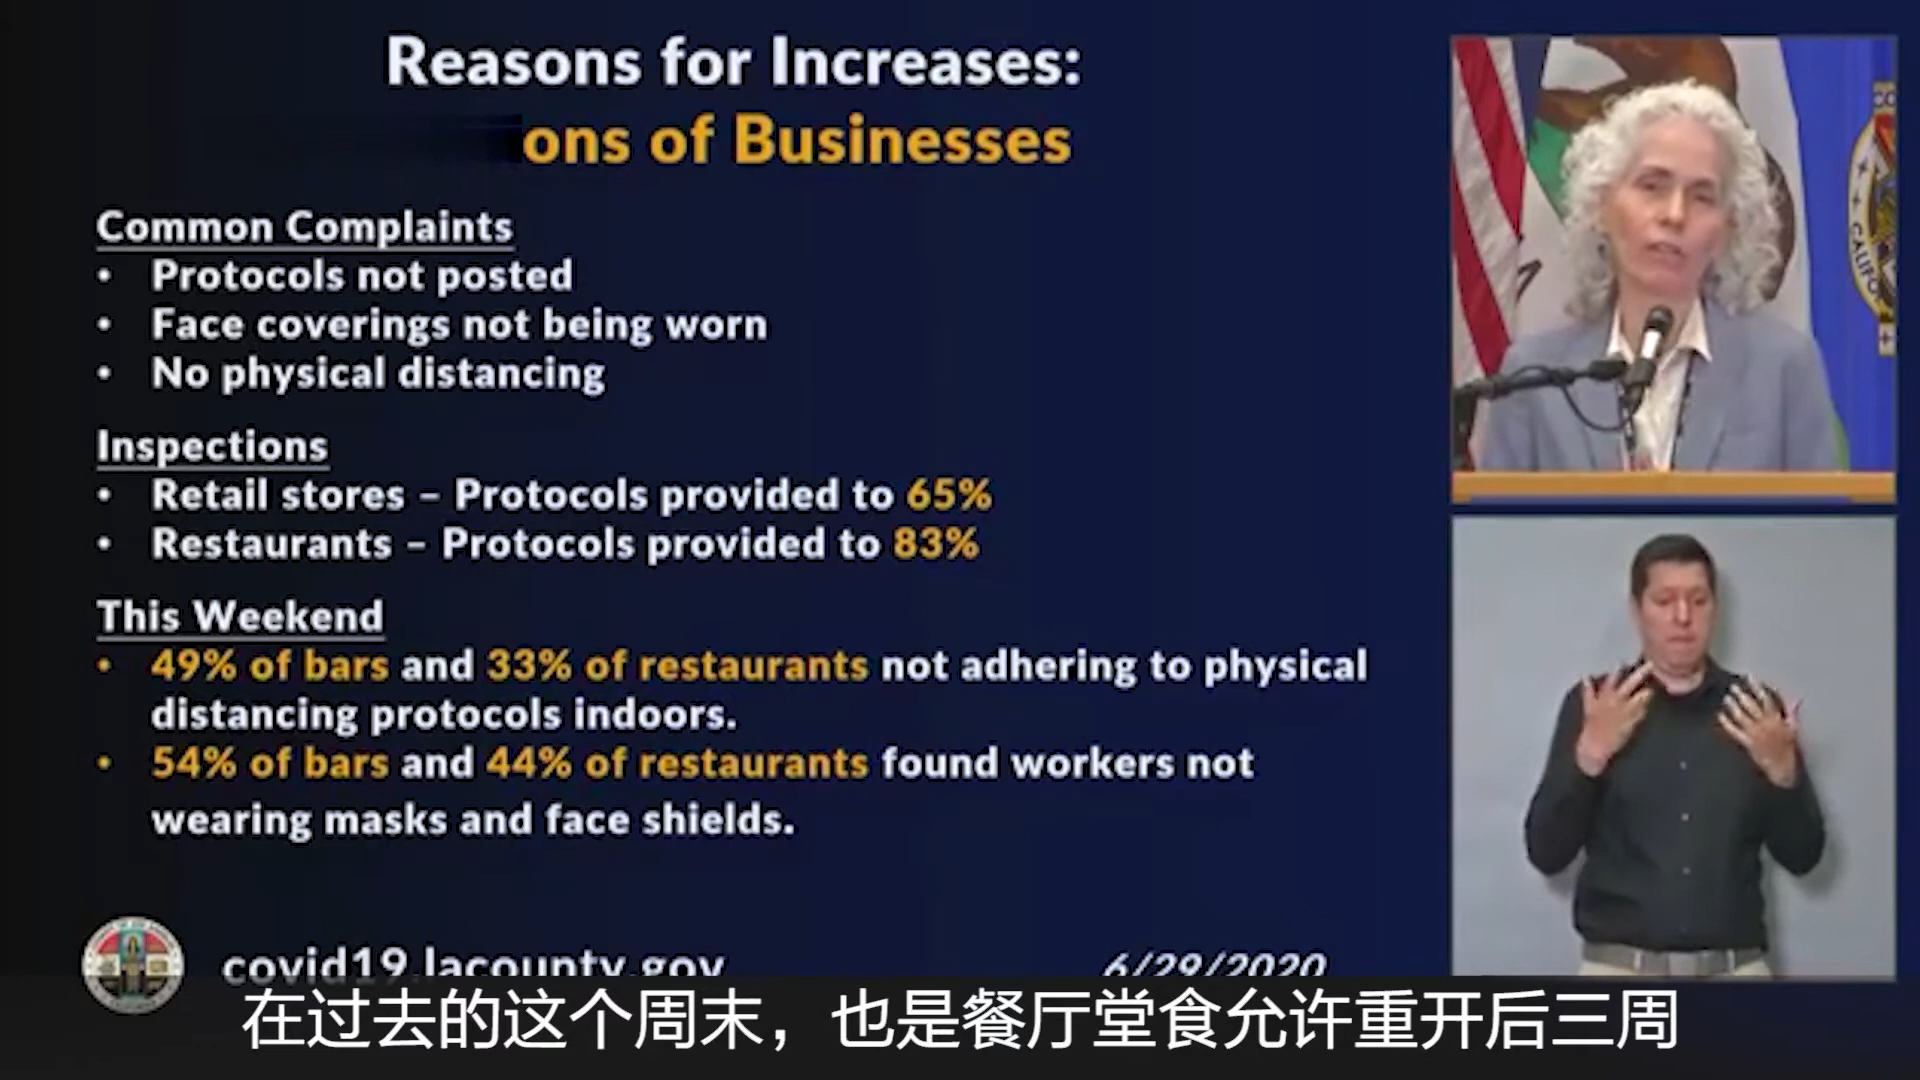 Reasons for Increases:
ons of Businesses
Common Complaints
• Protocols not posted
• Face coverings not being worn
• No physical distancing
Inspections
• Retail stores – Protocols provided to 65%
• Restaurants – Protocols provided to 83%
This Weekend
• 49% of bars and 33% of restaurants not adhering to physical
distancing protocols indoors.
• 54% of bars and 44% of restaurants found workers not
wearing masks and face shields.
covid19.lacounty.gov
6/29/2020
在过去的这个周末，也是餐厅堂食允许重开后三周